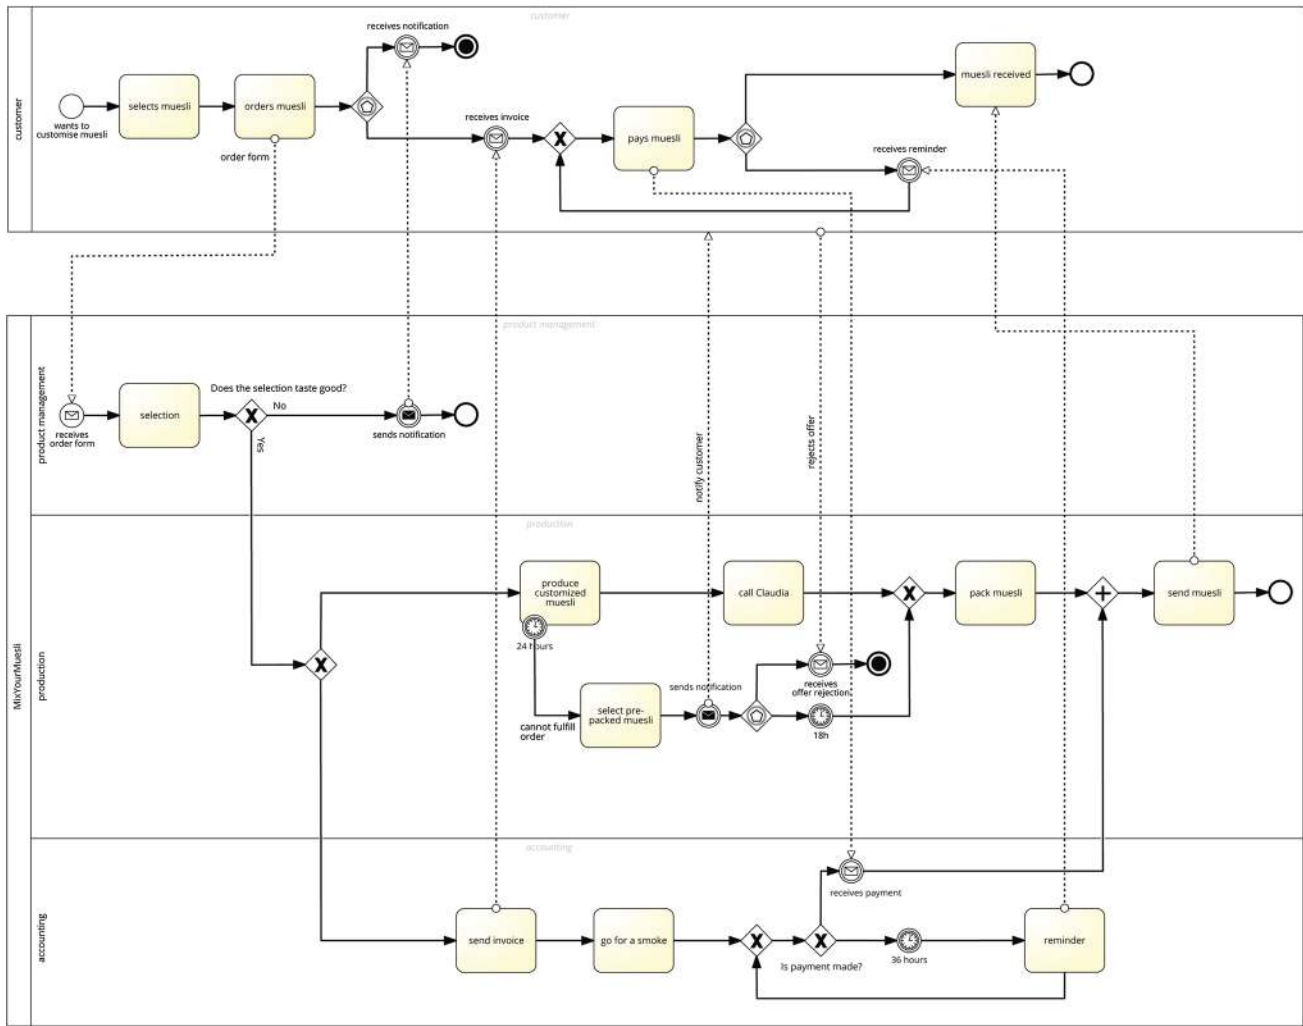 customer
customer
receives notification
selects muesli
orders muesli
wants to
customise muesli
order form
receives invoice
pays muesli
muesli received
receives reminder
MixYourMuesli
product management
product management
receives
order form
selection
Does the selection taste good?
No
Yes
sends notification
notify customer
rejects offer
production
production
produce
customized
muesli
24 hours
call Claudia
pack muesli
send muesli
cannot fulfill
order
select pre-
packed muesli
sends notification
receives
offer rejection
18h
accounting
accounting
send invoice
go for a smoke
Is payment made?
receives payment
36 hours
reminder